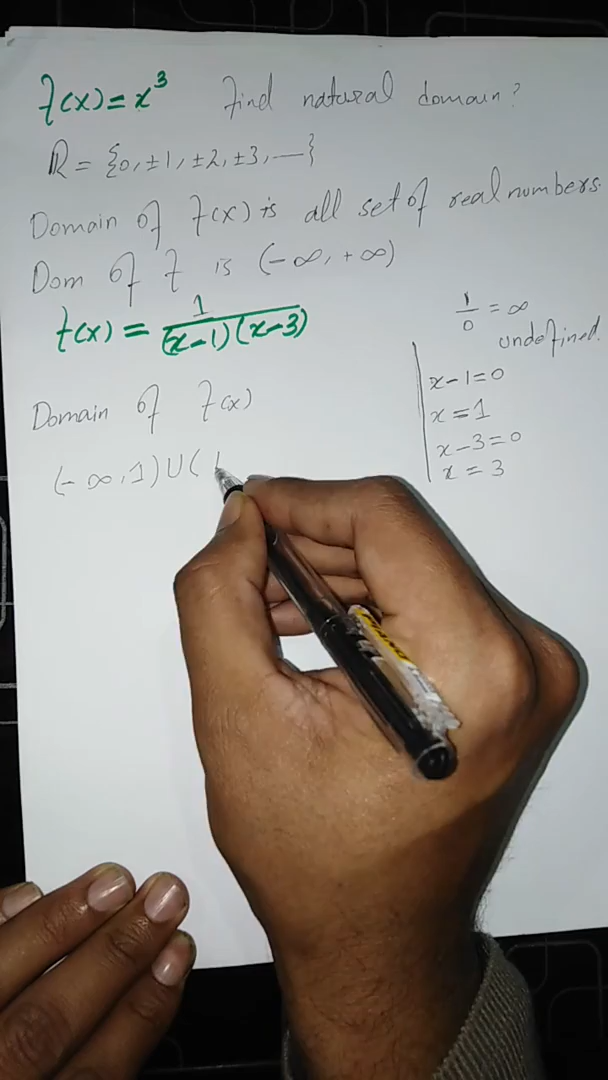 f(x) = x³ Find natural domain?
ℝ = {0, ±1, ±2, ±3, —}
Domain of f(x) is all set of real numbers.
Dom of f is (-∞, +∞)
f(x) = 1/(x-1)(x-3)
1/0 = ∞
undefined.
x-1=0
x=1
x-3=0
x=3
Domain of f(x)
(-∞, 1) ∪ (1